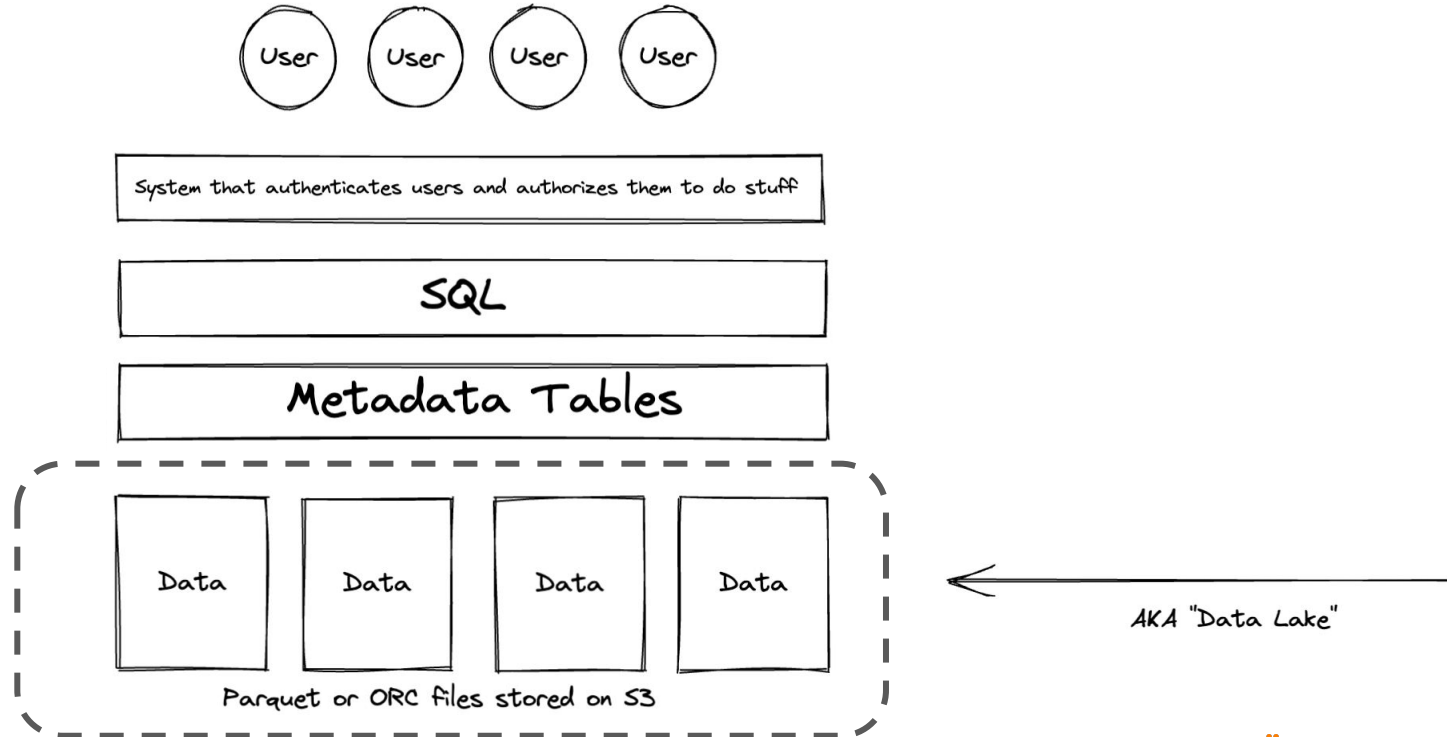 User User User User
System that authenticates users and authorizes them to do stuff
SQL
Metadata Tables
Data Data Data Data
AKA "Data Lake"
Parquet or ORC files stored on S3